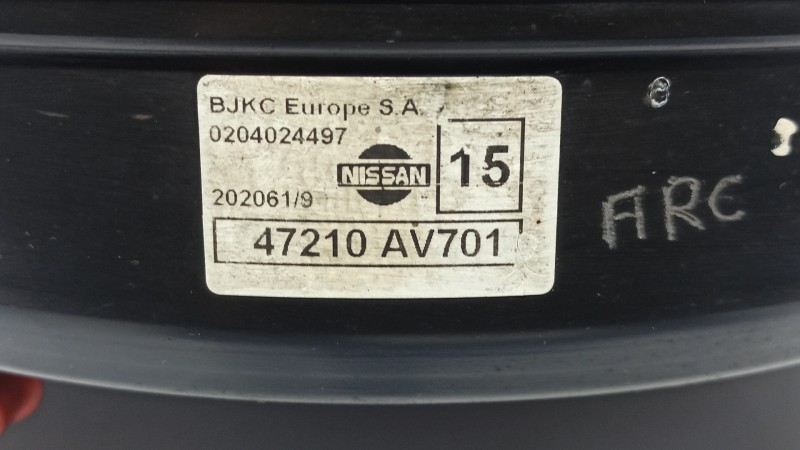 BJKC Europe S.A.
0204024497
NISSAN
15
202061/9
47210 AV701
ARC